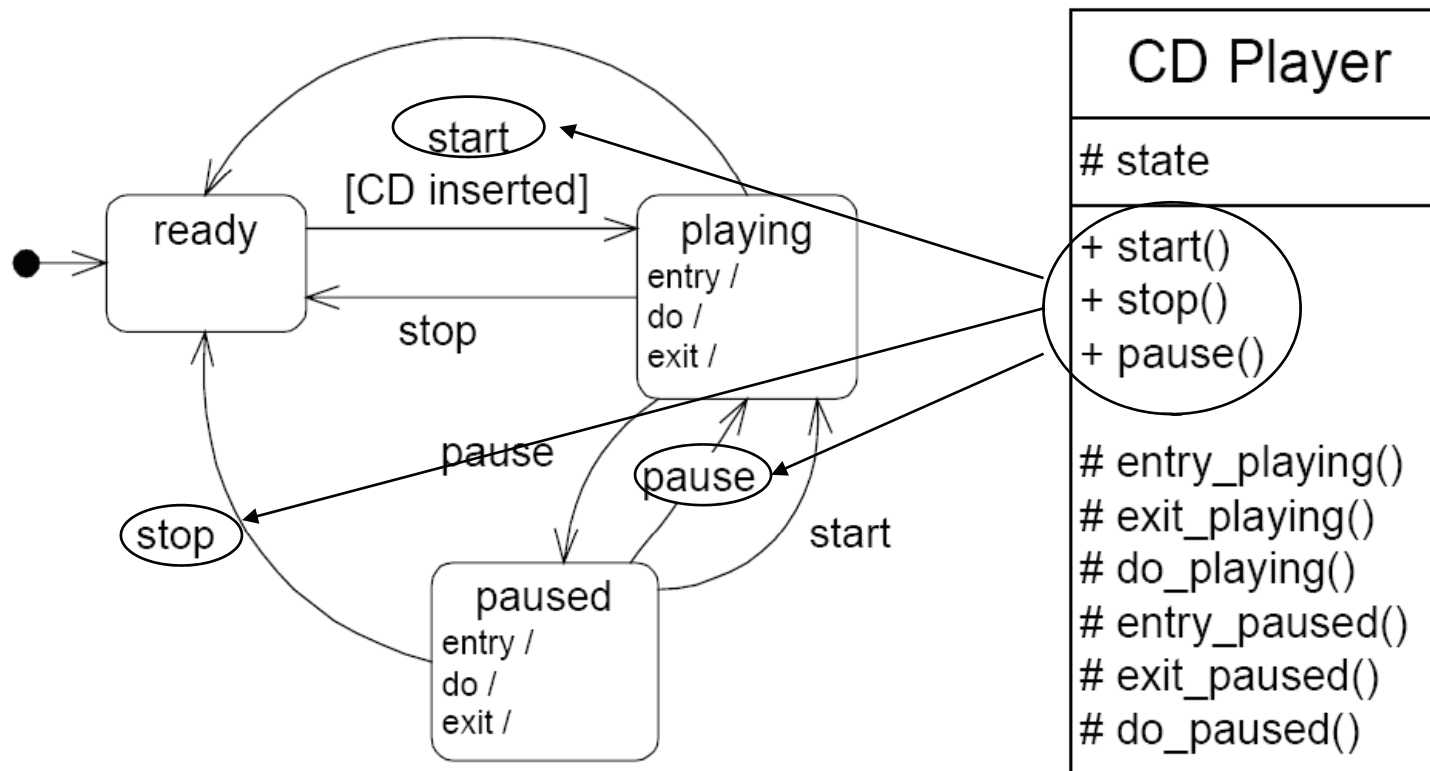 start
[CD inserted]
ready
playing
entry /
do /
exit /
stop
pause
pause
stop
start
paused
entry /
do /
exit /
CD Player
# state
+ start()
+ stop()
+ pause()
# entry_playing()
# exit_playing()
# do_playing()
# entry_paused()
# exit_paused()
# do_paused()